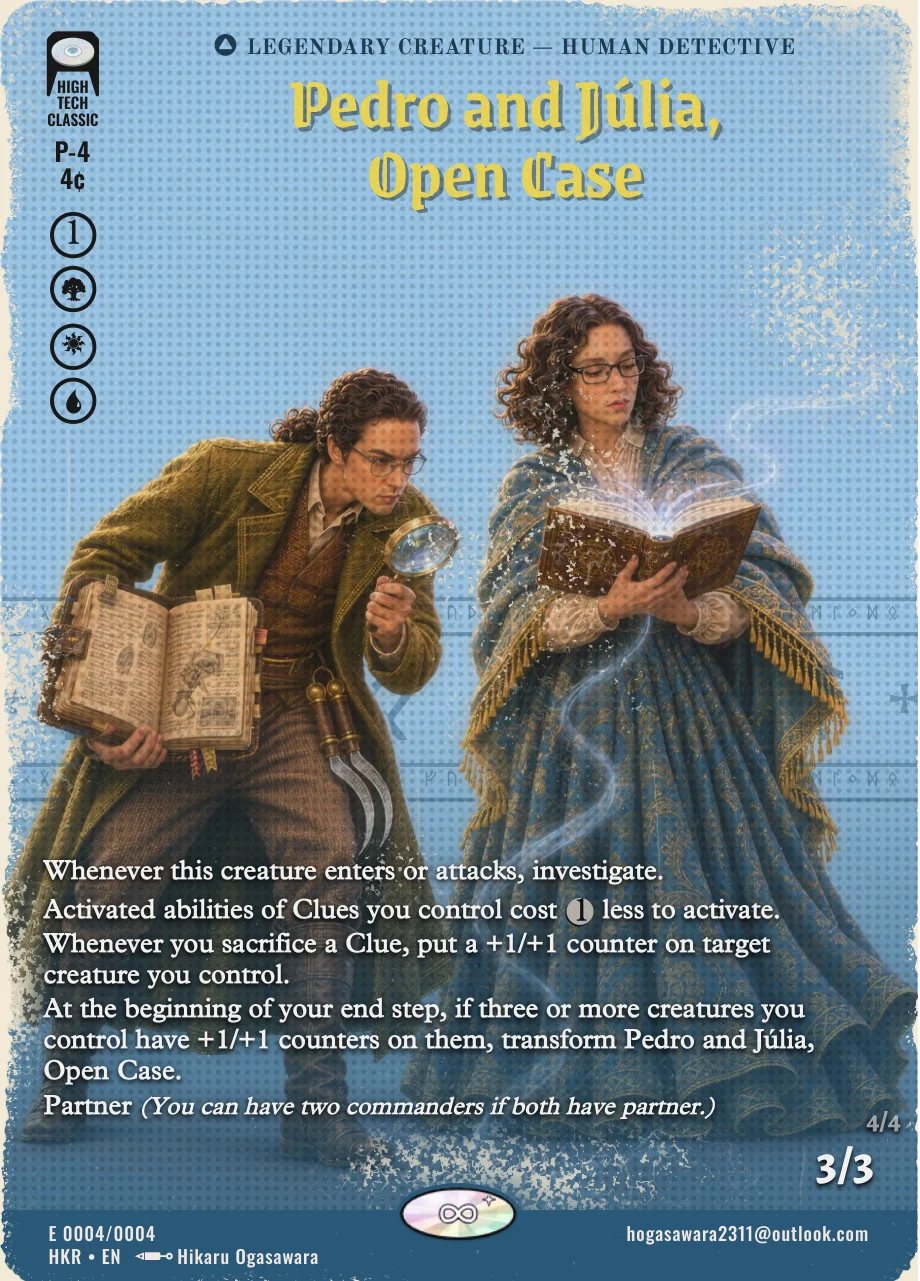 LEGENDARY CREATURE — HUMAN DETECTIVE
Pedro and Júlia,
Open Case
HIGH
TECH
CLASSIC
P-4
4¢
1
Whenever this creature enters or attacks, investigate.
Activated abilities of Clues you control cost 1 less to activate.
Whenever you sacrifice a Clue, put a +1/+1 counter on target
creature you control.
At the beginning of your end step, if three or more creatures you
control have +1/+1 counters on them, transform Pedro and Júlia,
Open Case.
Partner (You can have two commanders if both have partner.)
4/4
3/3
E 0004/0004
HKR • EN Hikaru Ogasawara
hogasawara2311@outlook.com